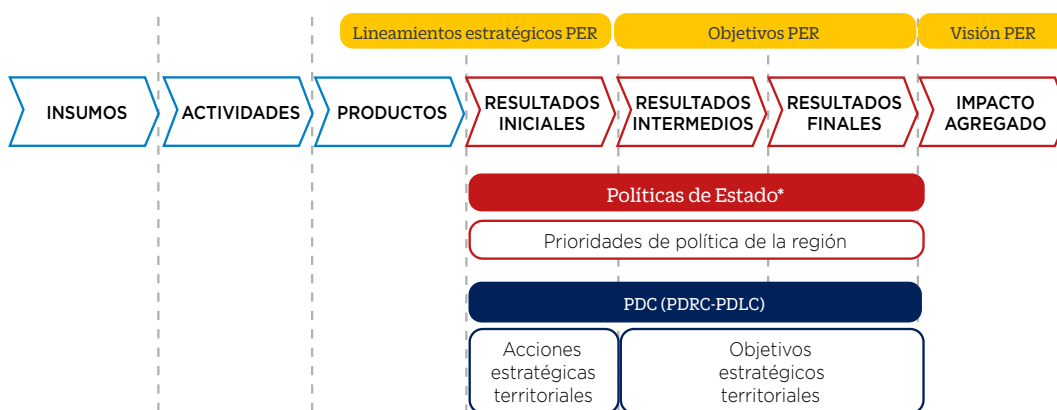 Lineamientos estratégicos PER
Objetivos PER
Visión PER
INSUMOS
ACTIVIDADES
PRODUCTOS
RESULTADOS
INICIALES
RESULTADOS
INTERMEDIOS
RESULTADOS
FINALES
IMPACTO
AGREGADO
Políticas de Estado*
Prioridades de política de la región
PDC (PDRC-PDLC)
Acciones
estratégicas
territoriales
Objetivos
estratégicos
territoriales